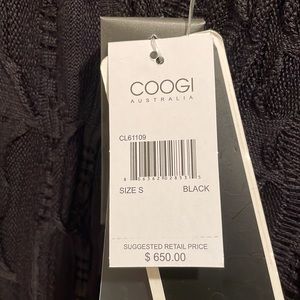 COOGI
AUSTRALIA
CL61109
SIZE S BLACK
SUGGESTED RETAIL PRICE
$ 650.00